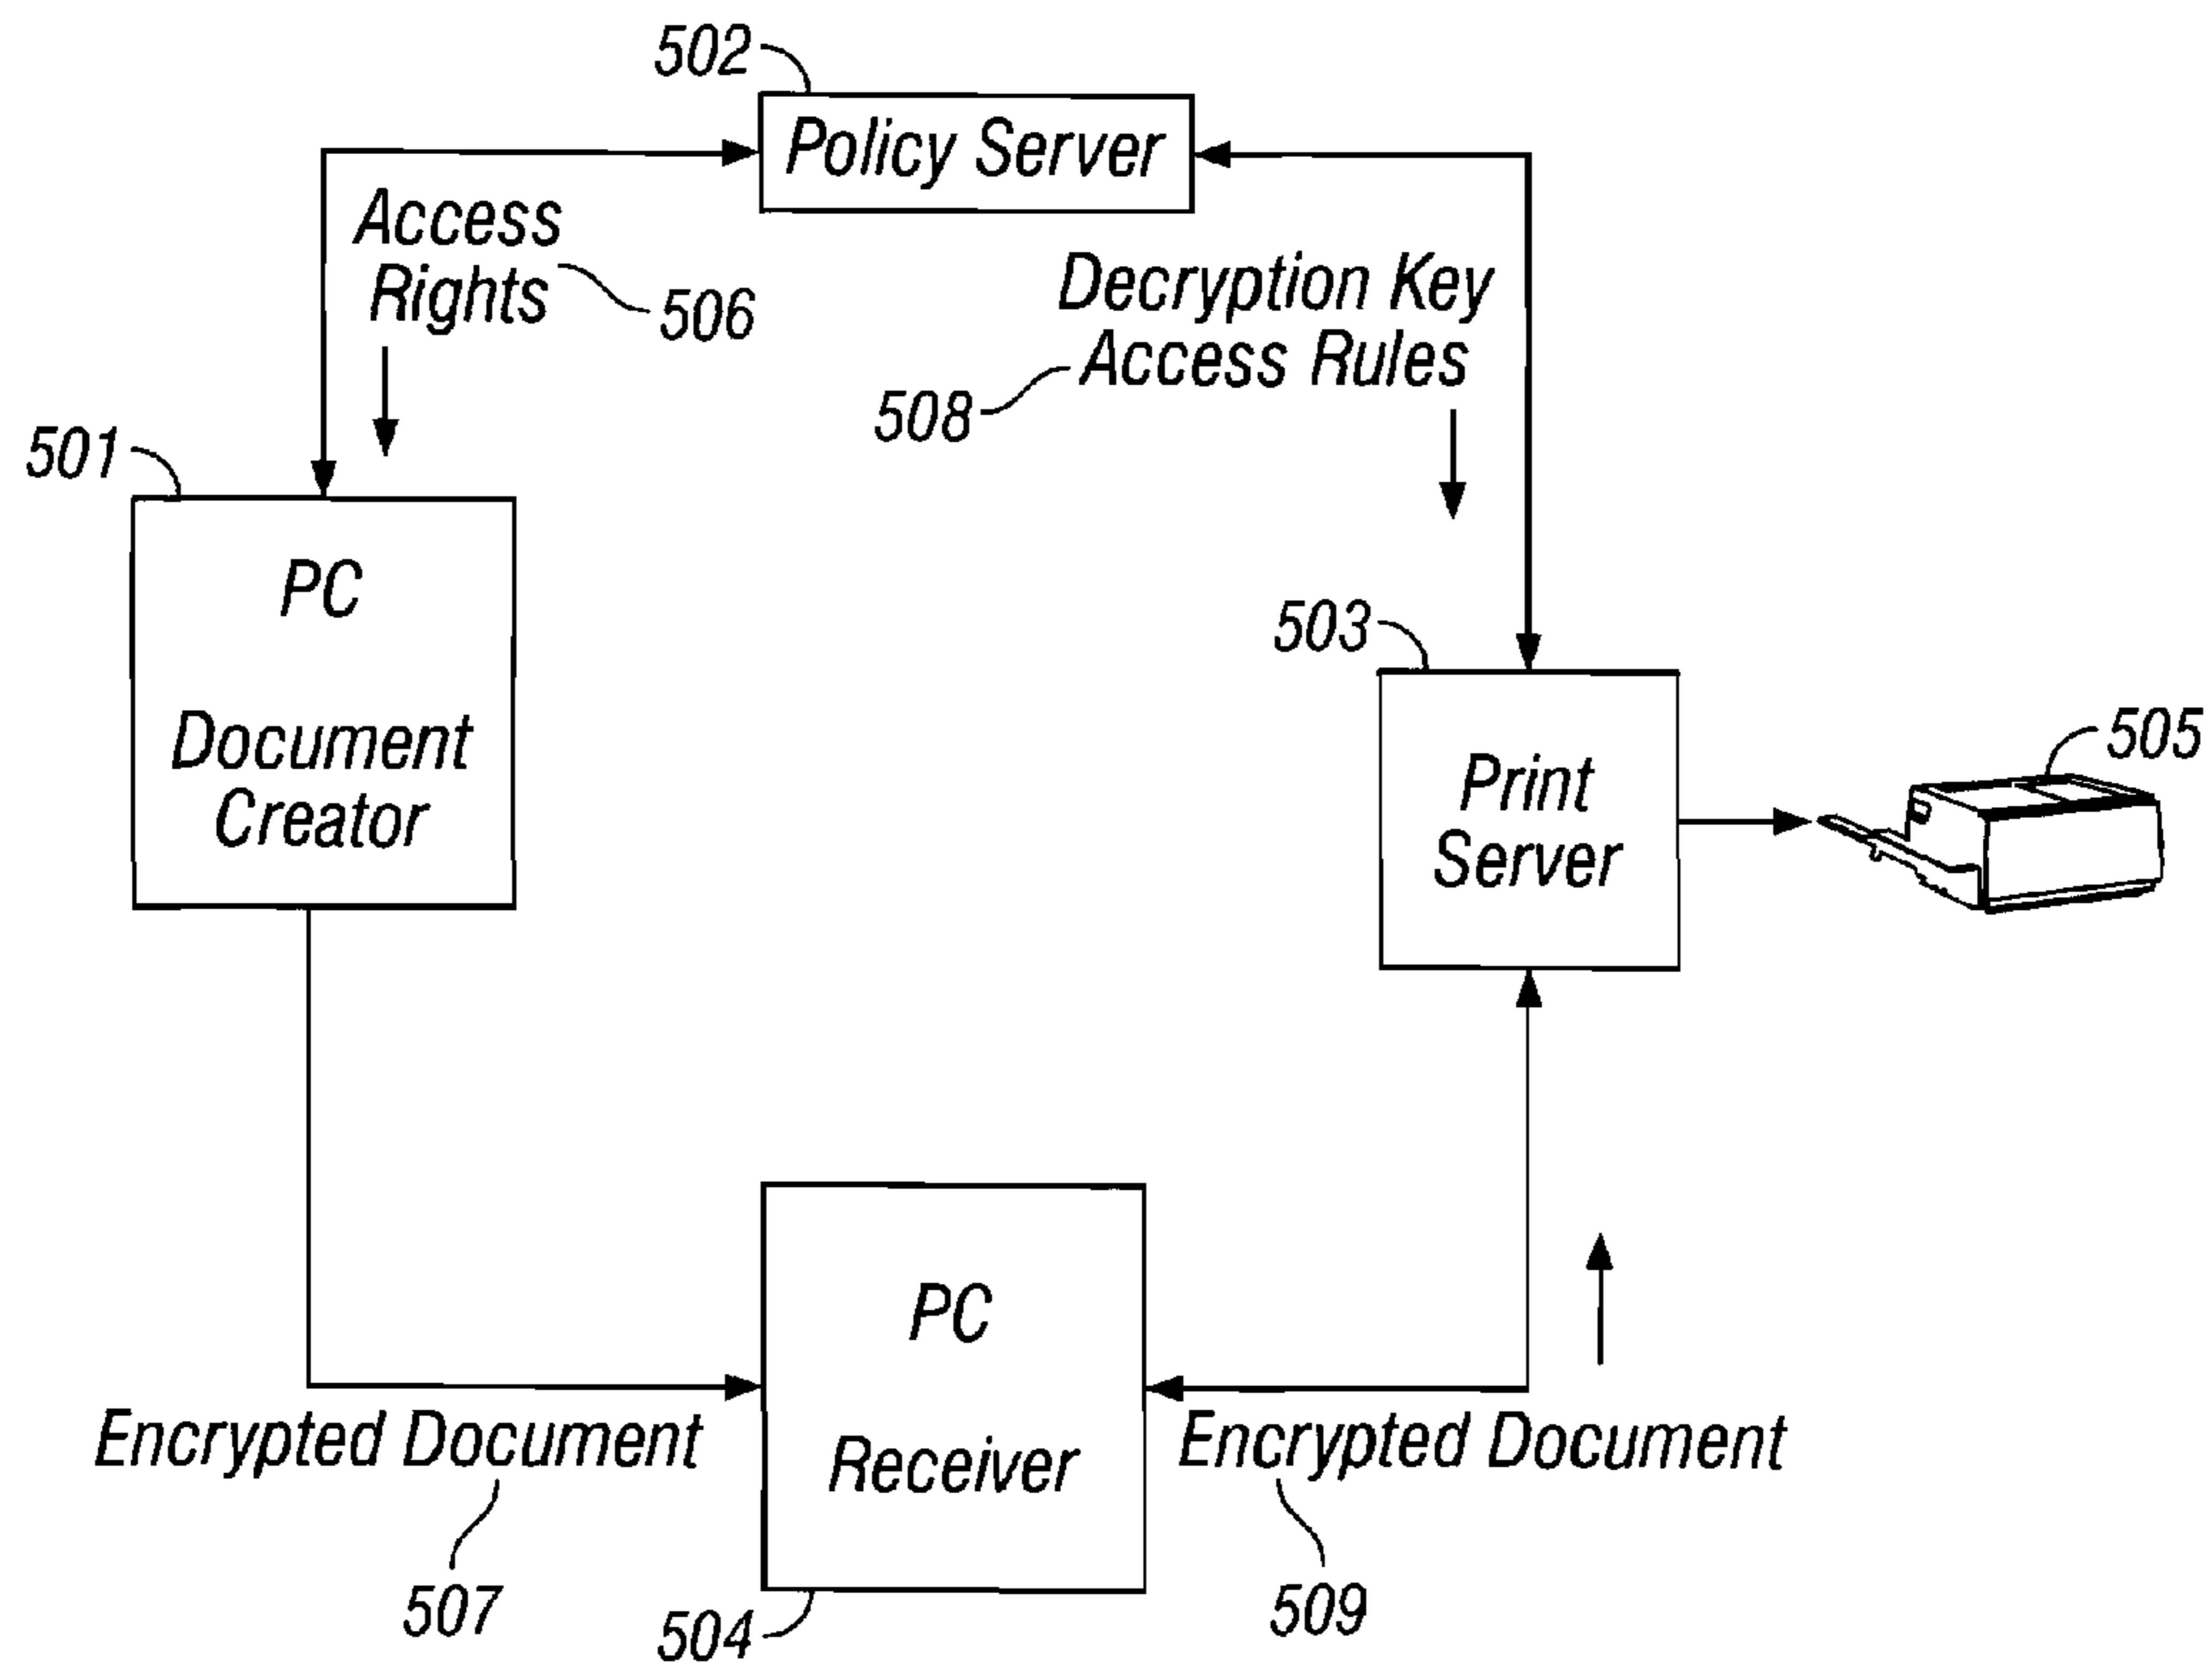 502
Policy Server
Access
Rights
506
Decryption Key
Access Rules
508
501
PC
Document
Creator
503
Print
Server
505
PC
Receiver
Encrypted Document
507
504
Encrypted Document
509